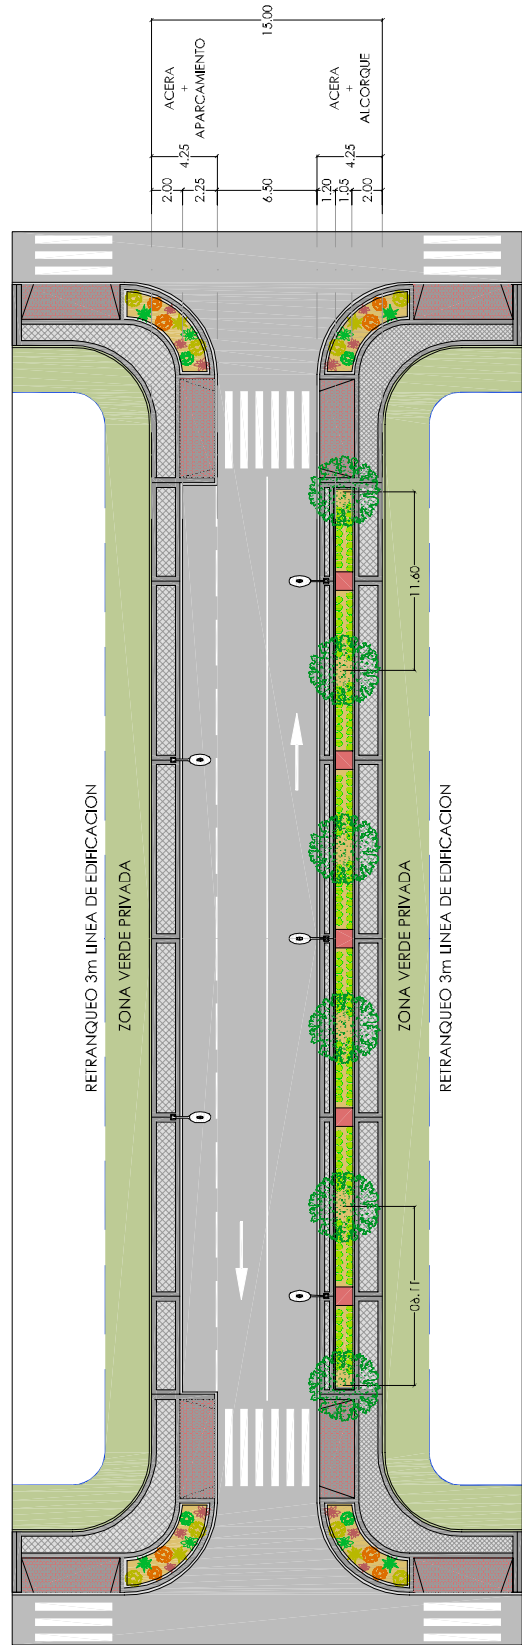 15.00
ACERA
+
APARCAMIENTO
ACERA
+
ALCORQUE
4.25
4.25
2.00
2.25
6.50
1.20
1.05
2.00
11.60
RETRANQUEO 3m LINEA DE EDIFICACION
ZONA VERDE PRIVADA
ZONA VERDE PRIVADA
RETRANQUEO 3m LINEA DE EDIFICACION
11.90